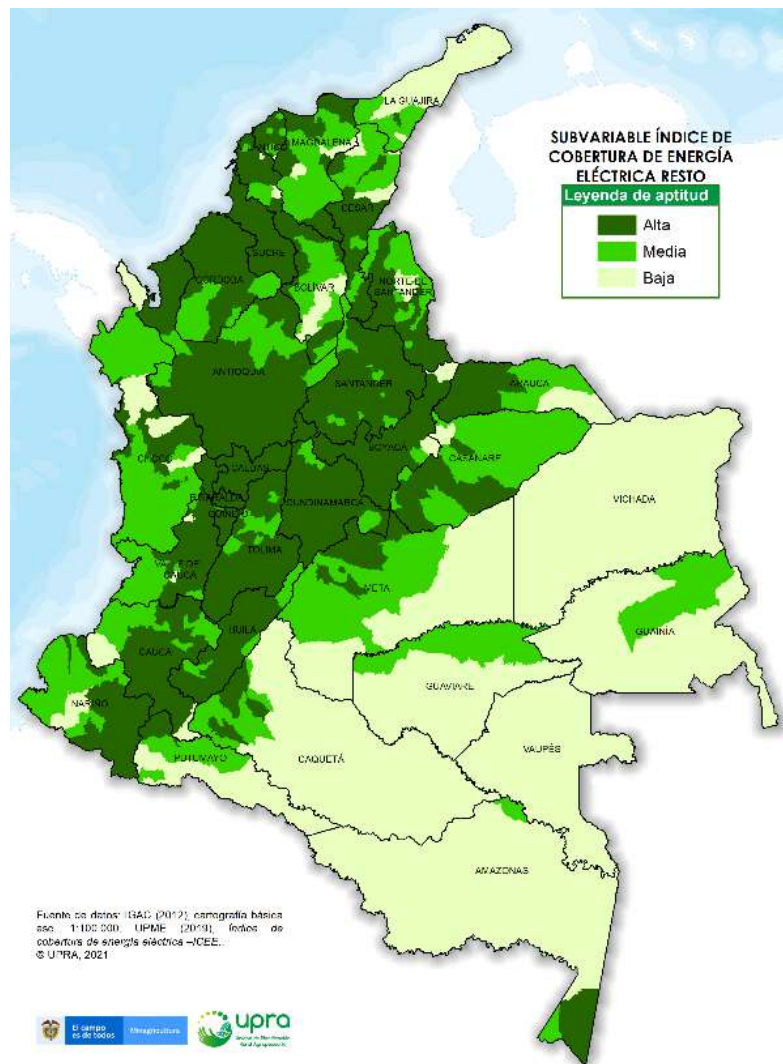 LA GUAJIRA
SUBVARIABLE ÍNDICE DE
COBERTURA DE ENERGÍA
ELÉCTRICA RESTO
Leyenda de aptitud
Alta
Media
Baja
MAGDALENA
CESAR
SUCRE
CÓRDOBA
BOLÍVAR
NORTE DE
SANTANDER
ANTIOQUIA
SANTANDER
ARAUCA
BOYACÁ
CASANARE
CHOCÓ
CALDAS
RISARALDA
QUINDÍO
CUNDINAMARCA
VICHADA
TOLIMA
VALLE DEL
CAUCA
META
HUILA
CAUCA
GUAINÍA
GUAVIARE
NARIÑO
VAUPÉS
PUTUMAYO
CAQUETÁ
AMAZONAS
Fuente de datos: IGAC (2012), cartografía básica
esc. 1:100.000; UPME (2019), Índice de
cobertura de energía eléctrica –ICEE.
© UPRA, 2021
El campo
es de todos
Minagricultura
upra